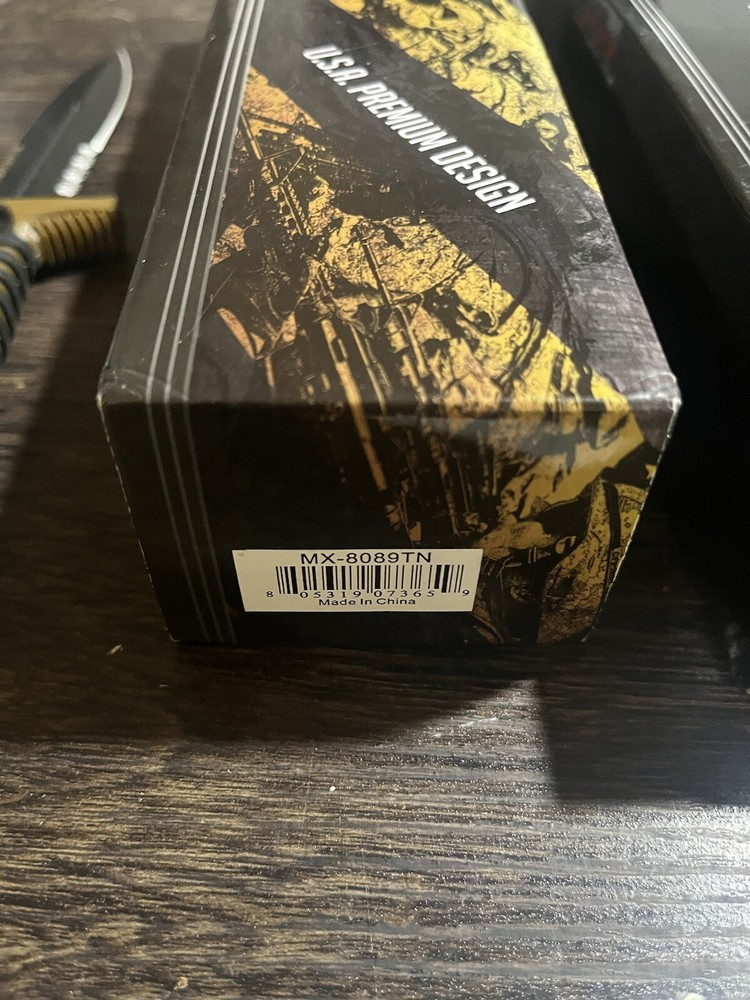 U.S.A. PREMIUM DESIGN
MX-8089TN
8 05319 07365 9
Made In China